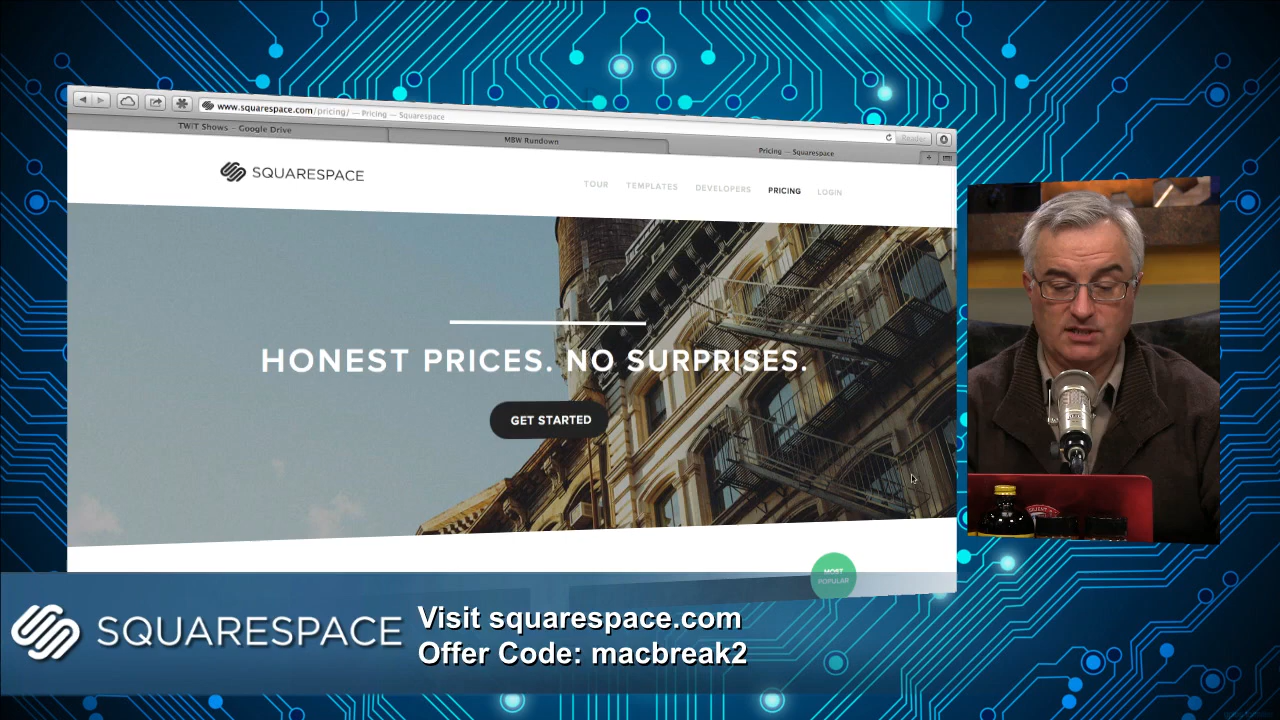 www.squarespace.com/pricing/ — Pricing — Squarespace
Reader
TWiT Shows – Google Drive
MBW Rundown
Pricing — Squarespace
SQUARESPACE
TOUR TEMPLATES DEVELOPERS PRICING LOGIN
HONEST PRICES. NO SURPRISES.
GET STARTED
MOST
POPULAR
SQUARESPACE
Visit squarespace.com
Offer Code: macbreak2